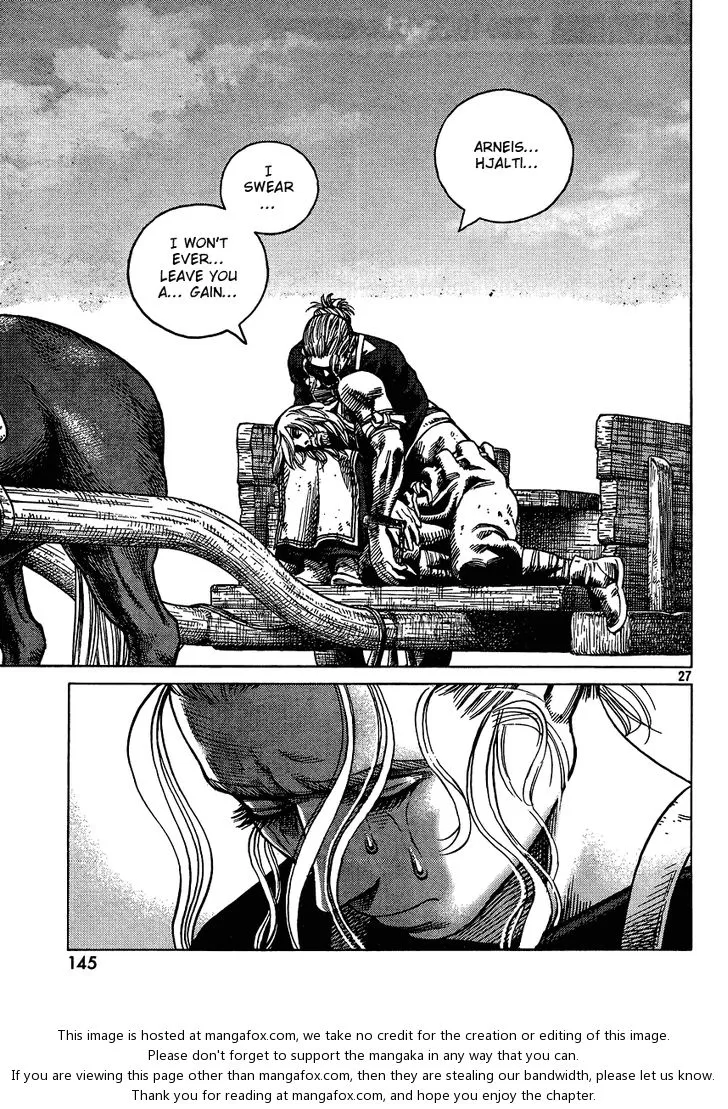 ARNEIS...
HJALTI...
I
SWEAR
...
I WON'T
EVER...
LEAVE YOU
A... GAIN...
27
145
This image is hosted at mangafox.com, we take no credit for the creation or editing of this image.
Please don't forget to support the mangaka in any way that you can.
If you are viewing this page other than mangafox.com, then they are stealing our bandwidth, please let us know.
Thank you for reading at mangafox.com, and hope you enjoy the chapter.